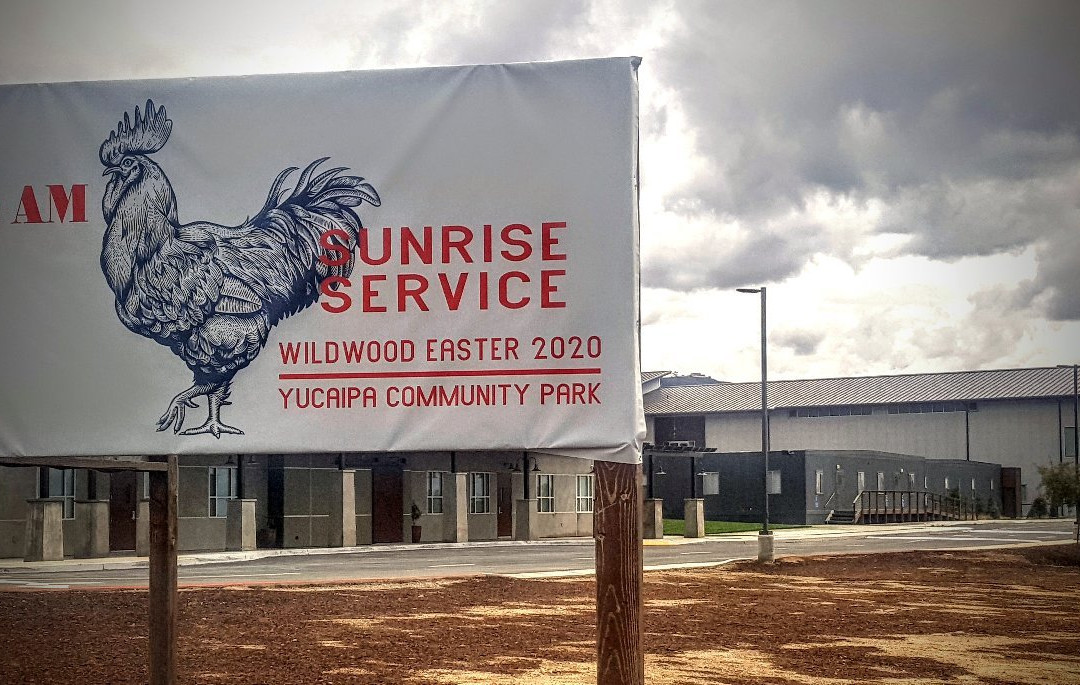 AM
SUNRISE
SERVICE
WILDWOOD EASTER 2020
YUCAIPA COMMUNITY PARK